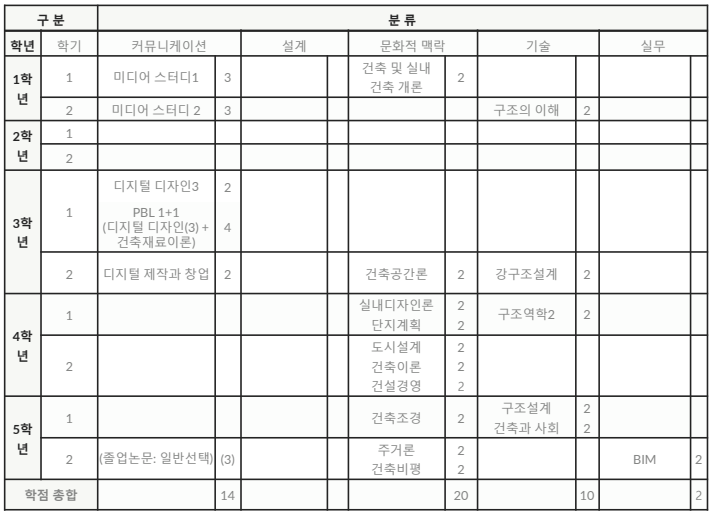 구 분 분 류
학년 학기 커뮤니케이션 설계 문화적 맥락 기술 실무
1학년 1 미디어 스터디1 3 건축 및 실내 건축 개론 2
2 미디어 스터디 2 3 구조의 이해 2
2학년 1
2
3학년 1 디지털 디자인3 2
PBL 1+1
(디지털 디자인(3) + 4
건축재료이론)
2 디지털 제작과 창업 2 건축공간론 2 강구조설계 2
4학년 1 실내디자인론 2 구조역학2 2
단지계획 2
2 도시설계 2
건축이론 2
건설경영 2
5학년 1 건축조경 2 구조설계 2
건축과 사회 2
2 (졸업논문: 일반선택) (3) 주거론 2 BIM 2
건축비평 2
학점 총합 14 20 10 2